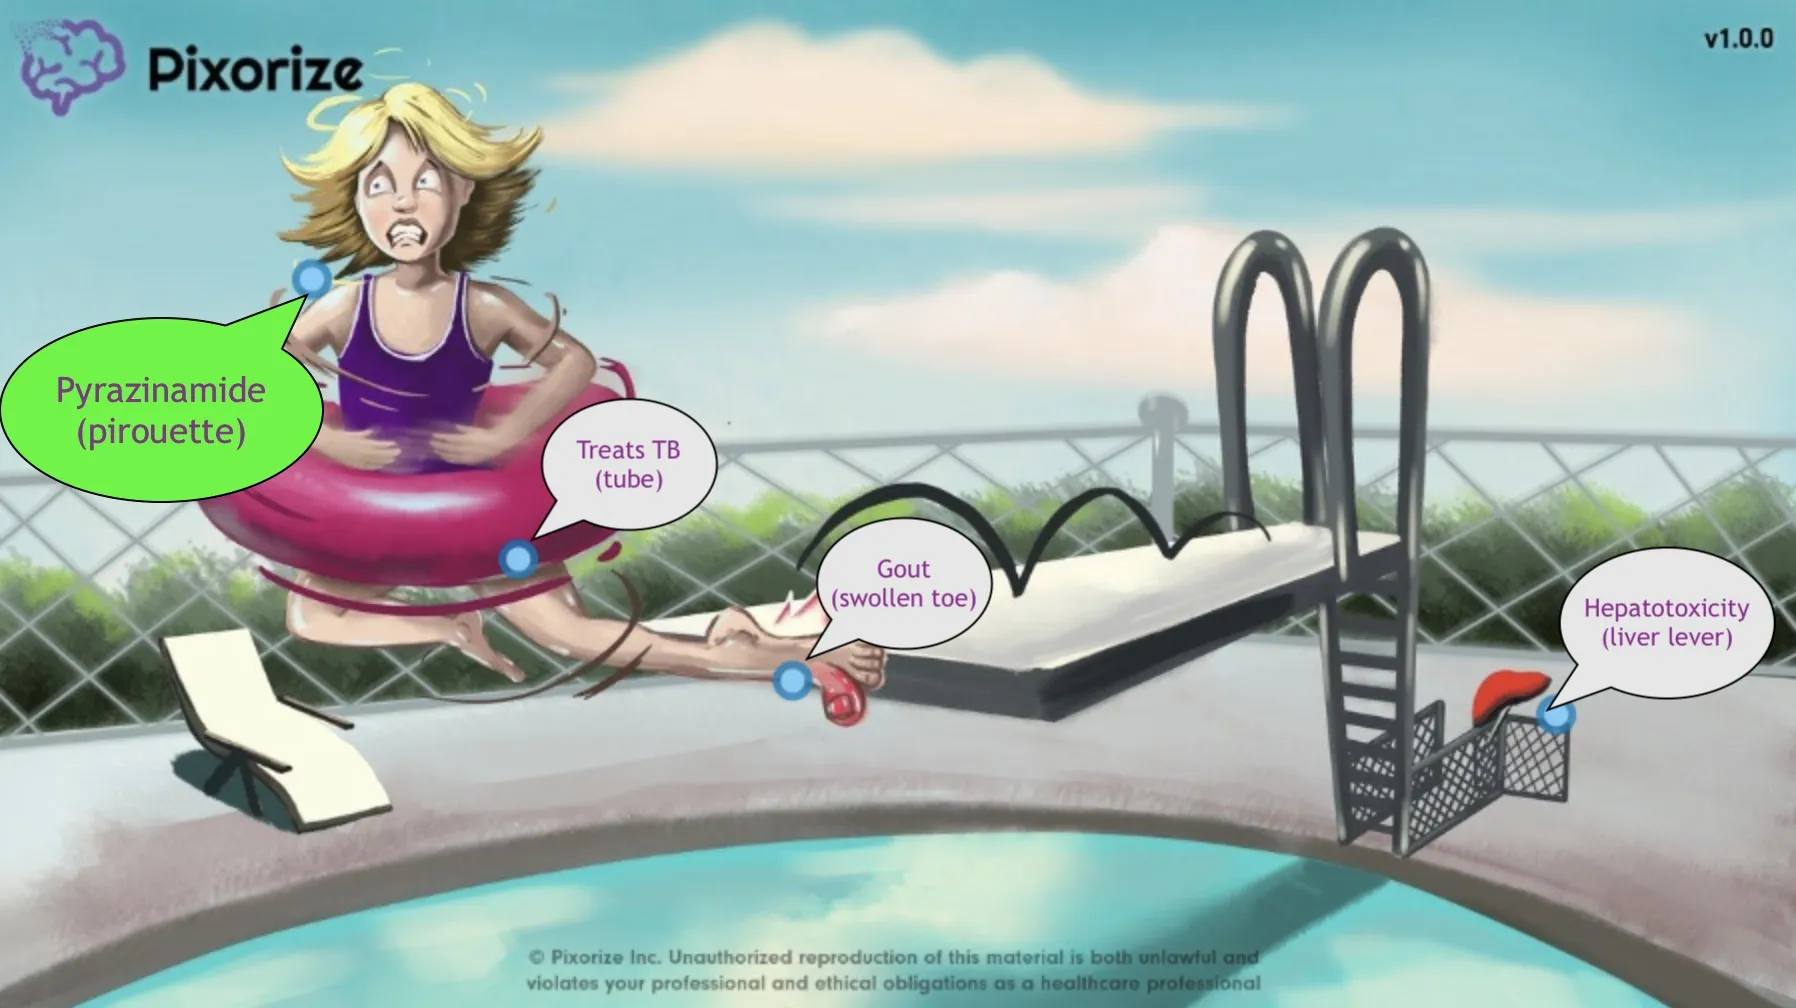 Pixorize
v1.0.0
Pyrazinamide
(pirouette)
Treats TB
(tube)
Gout
(swollen toe)
Hepatotoxicity
(liver lever)
© Pixorize Inc. Unauthorized reproduction of this material is both unlawful and
violates your professional and ethical obligations as a healthcare professional